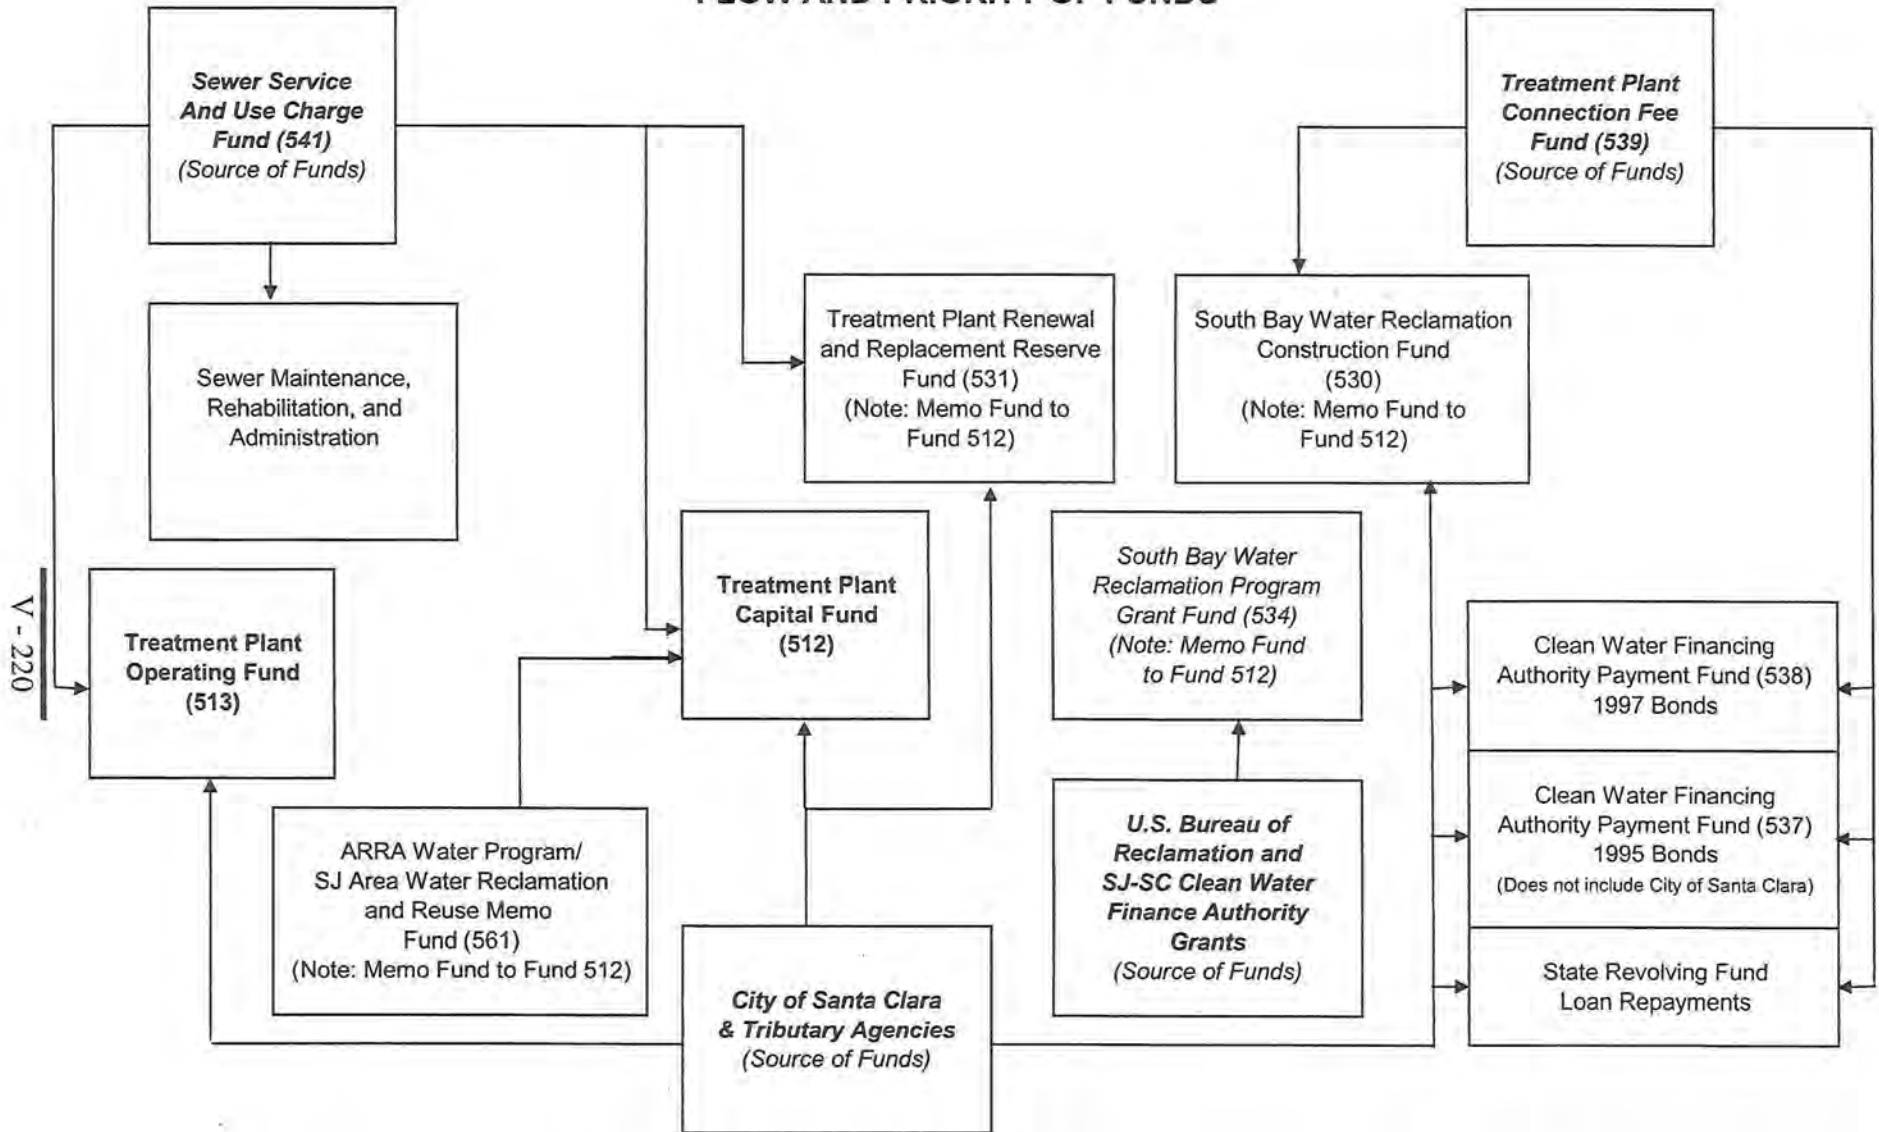 FLOW AND PRIORITY OF FUNDS
Sewer Service
And Use Charge
Fund (541)
(Source of Funds)
Treatment Plant
Connection Fee
Fund (539)
(Source of Funds)
Sewer Maintenance,
Rehabilitation, and
Administration
Treatment Plant Renewal
and Replacement Reserve
Fund (531)
(Note: Memo Fund to
Fund 512)
South Bay Water Reclamation
Construction Fund
(530)
(Note: Memo Fund to
Fund 512)
V - 220
Treatment Plant
Operating Fund
(513)
Treatment Plant
Capital Fund
(512)
South Bay Water
Reclamation Program
Grant Fund (534)
(Note: Memo Fund
to Fund 512)
Clean Water Financing
Authority Payment Fund (538)
1997 Bonds
Clean Water Financing
Authority Payment Fund (537)
1995 Bonds
(Does not include City of Santa Clara)
State Revolving Fund
Loan Repayments
ARRA Water Program/
SJ Area Water Reclamation
and Reuse Memo
Fund (561)
(Note: Memo Fund to Fund 512)
City of Santa Clara
& Tributary Agencies
(Source of Funds)
U.S. Bureau of
Reclamation and
SJ-SC Clean Water
Finance Authority
Grants
(Source of Funds)